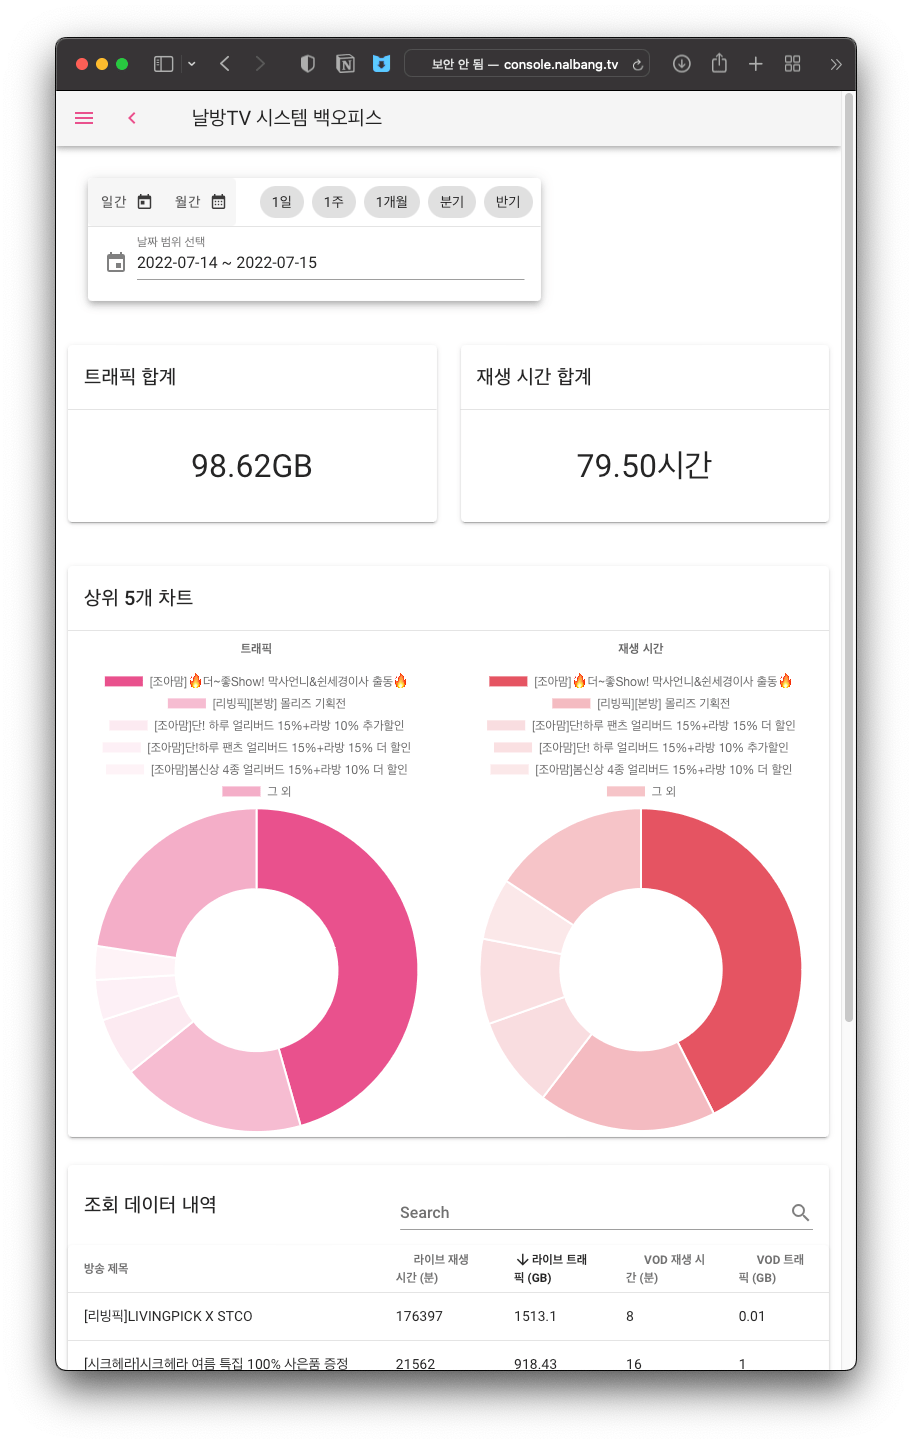 보안 안 됨 — console.nalbang.tv
날방TV 시스템 백오피스
일간 월간 1일 1주 1개월 분기 반기
날짜 범위 선택
2022-07-14 ~ 2022-07-15
트래픽 합계
98.62GB
재생 시간 합계
79.50시간
상위 5개 차트
트래픽
[조아맘]🔥더~좋Show! 막사언니&쉰세경이사 출동🔥
[리빙픽][본방] 몰리즈 기획전
[조아맘]단! 하루 얼리버드 15%+라방 10% 추가할인
[조아맘]단!하루 팬츠 얼리버드 15%+라방 15% 더 할인
[조아맘]봄신상 4종 얼리버드 15%+라방 10% 더 할인
그 외
재생 시간
[조아맘]🔥더~좋Show! 막사언니&쉰세경이사 출동🔥
[리빙픽][본방] 몰리즈 기획전
[조아맘]단!하루 팬츠 얼리버드 15%+라방 15% 더 할인
[조아맘]단! 하루 얼리버드 15%+라방 10% 추가할인
[조아맘]봄신상 4종 얼리버드 15%+라방 10% 더 할인
그 외
조회 데이터 내역
Search
방송 제목
라이브 재생
시간 (분)
라이브 트래
픽 (GB)
VOD 재생 시
간 (분)
VOD 트래
픽 (GB)
[리빙픽]LIVINGPICK X STCO 176397 1513.1 8 0.01
[시크헤라]시크헤라 여름 특집 100% 사은품 증정 21562 918.43 16 1